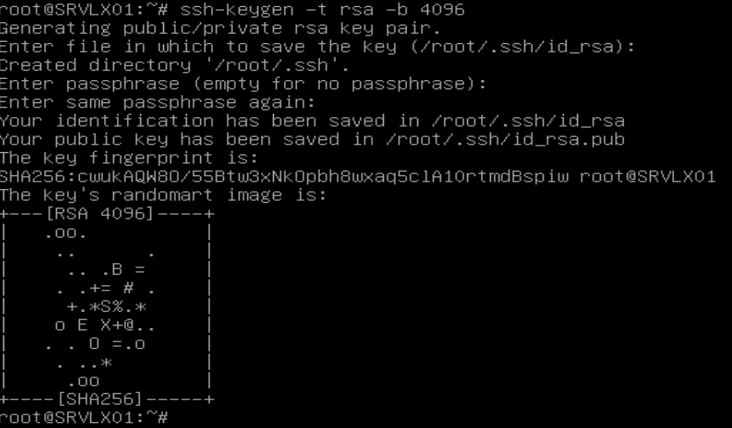 root@SRVLX01:~# ssh-keygen -t rsa -b 4096
Generating public/private rsa key pair.
Enter file in which to save the key (/root/.ssh/id_rsa):
Created directory '/root/.ssh'.
Enter passphrase (empty for no passphrase):
Enter same passphrase again:
Your identification has been saved in /root/.ssh/id_rsa
Your public key has been saved in /root/.ssh/id_rsa.pub
The key fingerprint is:
SHA256:cwukAQW8O/55Btw3xNkOpbh8wxaq5clA10rtmdBspiw root@SRVLX01
The key's randomart image is:
+---[RSA 4096]----+
|    .oo.         |
|     ..      .   |
|      .. .B =    |
|     . .+= # .   |
|      +.*S%.*    |
|     o E X+@..   |
|    . . O =.o    |
|     . ..*       |
|      .oo        |
+----[SHA256]-----+
root@SRVLX01:~#